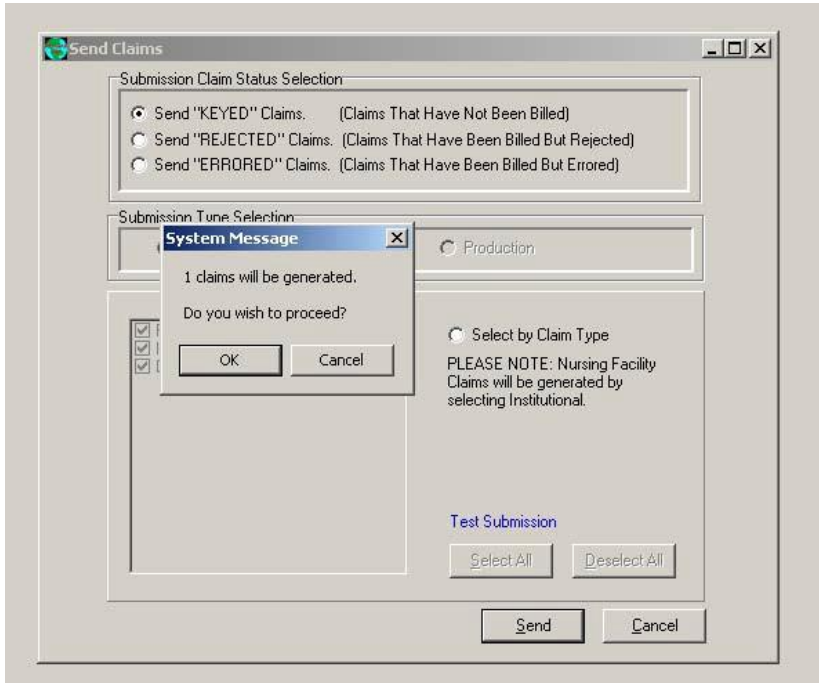 Send Claims
Submission Claim Status Selection
Send "KEYED" Claims. (Claims That Have Not Been Billed)
Send "REJECTED" Claims. (Claims That Have Been Billed But Rejected)
Send "ERRORED" Claims. (Claims That Have Been Billed But Errored)
Submission Type Selection
Production
System Message
1 claims will be generated.
Do you wish to proceed?
OK Cancel
Select by Claim Type
PLEASE NOTE: Nursing Facility
Claims will be generated by
selecting Institutional.
Test Submission
Select All Deselect All
Send Cancel